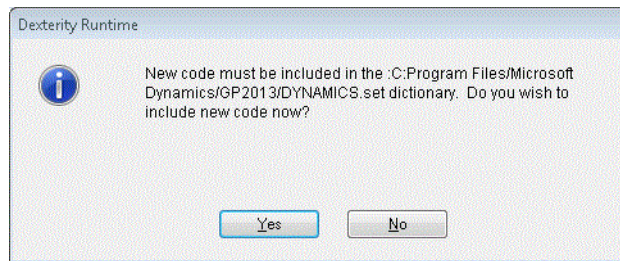 Dexterity Runtime
New code must be included in the :C:Program Files/Microsoft
Dynamics/GP2013/DYNAMICS.set dictionary. Do you wish to
include new code now?
Yes
No